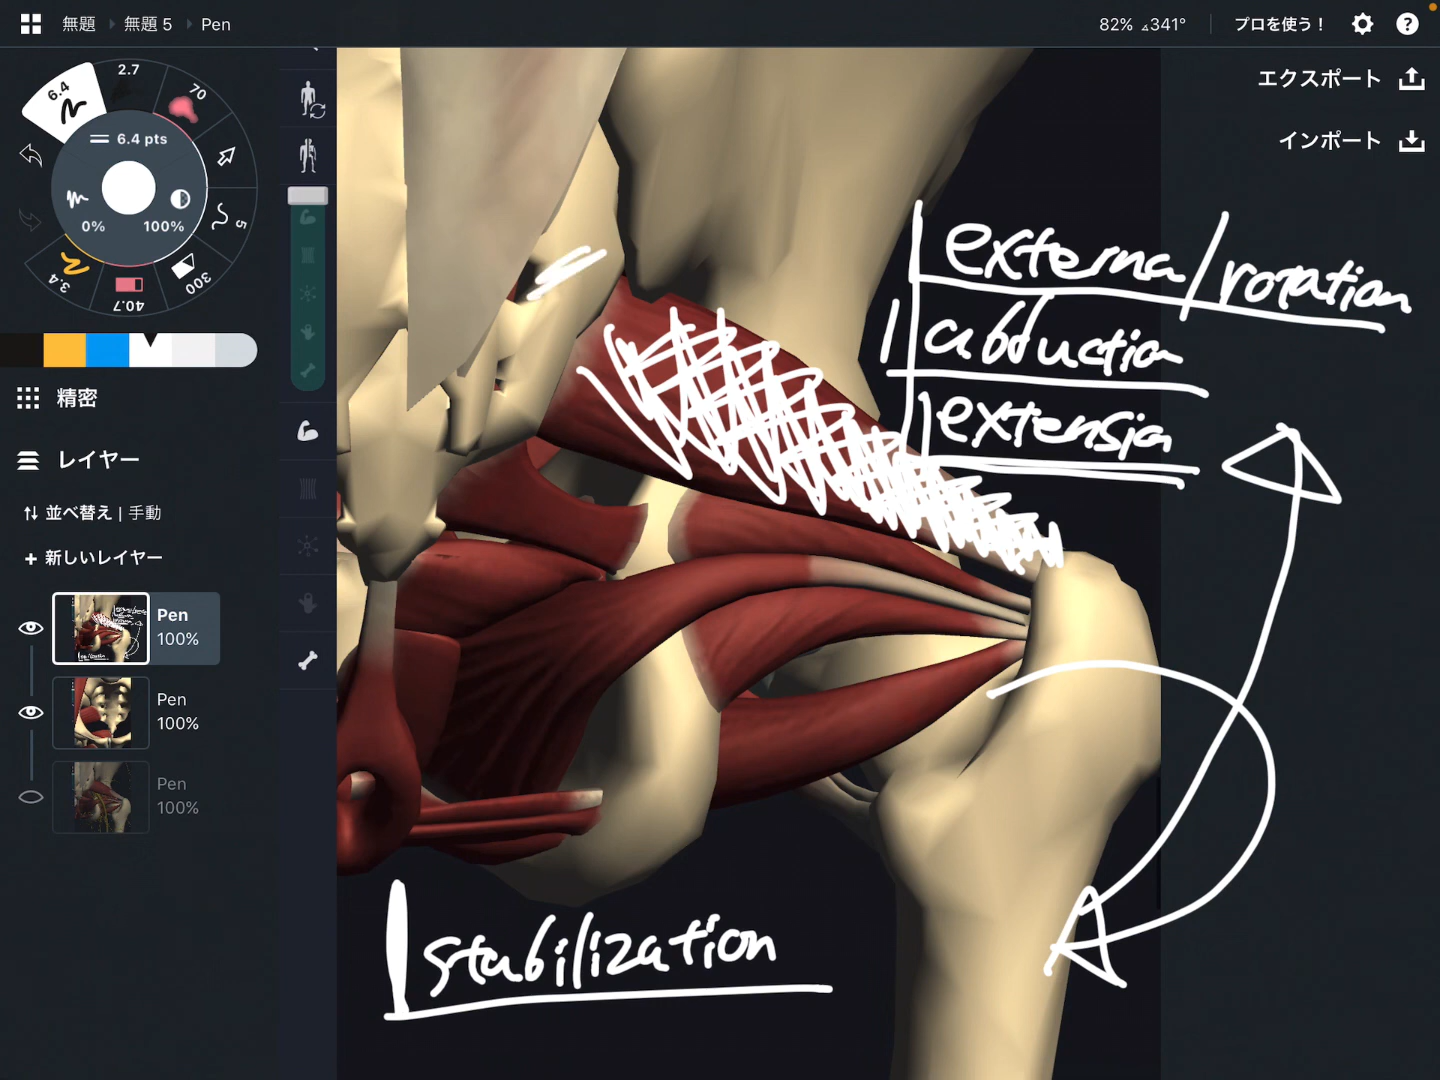 無題 無題 5 Pen
82% ⊿341°
プロを使う！
?
エクスポート
インポート
6.4
2.7
70
6.4 pts
0%
100%
5
3.4
40.7
300
精密
レイヤー
並べ替え | 手動
+ 新しいレイヤー
Pen
100%
Pen
100%
Pen
100%
external rotation
abduction
extension
stabilization